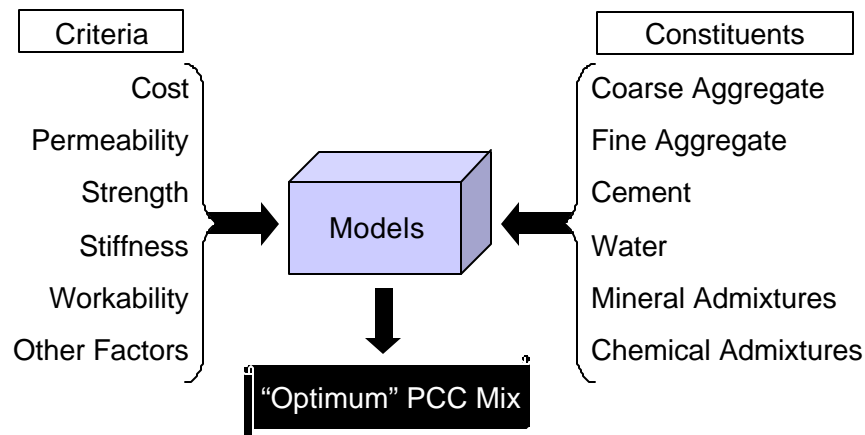 Criteria
Cost
Permeability
Strength
Stiffness
Workability
Other Factors
Models
“Optimum” PCC Mix
Constituents
Coarse Aggregate
Fine Aggregate
Cement
Water
Mineral Admixtures
Chemical Admixtures